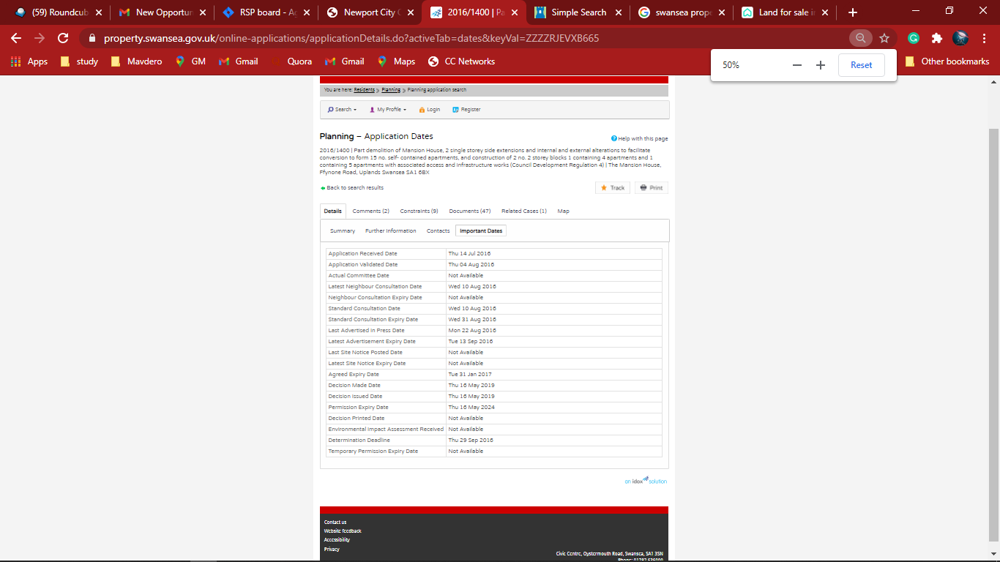 (59) Roundcub
New Opportun
RSP board - Ag
Newport City C
2016/1400 | Pa
Simple Search
swansea prope
Land for sale in
property.swansea.gov.uk/online-applications/applicationDetails.do?activeTab=dates&keyVal=ZZZZRJEVXB665
Apps study Mavdero GM Gmail Quora Gmail Maps CC Networks Other bookmarks
50% Reset
You are here: Residents Planning Planning application search
Search My Profile Login Register
Planning – Application Dates
Help with this page
2016/1400 | Part demolition of Mansion House, 2 single storey side extensions and internal and external alterations to facilitate
conversion to form 15 no. self- contained apartments, and construction of 2 no. 2 storey blocks 1 containing 4 apartments and 1
containing 5 apartments with associated access and infrastructure works (Council Development Regulation 4) | The Mansion House,
Ffynone Road, Uplands Swansea SA1 6BX
Back to search results
Track Print
Details Comments (2) Constraints (9) Documents (47) Related Cases (1) Map
Summary Further Information Contacts Important Dates
Application Received Date Thu 14 Jul 2016
Application Validated Date Thu 04 Aug 2016
Actual Committee Date Not Available
Latest Neighbour Consultation Date Wed 10 Aug 2016
Neighbour Consultation Expiry Date Not Available
Standard Consultation Date Wed 10 Aug 2016
Standard Consultation Expiry Date Wed 31 Aug 2016
Last Advertised In Press Date Mon 22 Aug 2016
Latest Advertisement Expiry Date Tue 13 Sep 2016
Last Site Notice Posted Date Not Available
Latest Site Notice Expiry Date Not Available
Agreed Expiry Date Tue 31 Jan 2017
Decision Made Date Thu 16 May 2019
Decision Issued Date Thu 16 May 2019
Permission Expiry Date Thu 16 May 2024
Decision Printed Date Not Available
Environmental Impact Assessment Received Not Available
Determination Deadline Thu 29 Sep 2016
Temporary Permission Expiry Date Not Available
an idox solution
Contact us
Website feedback
Accessibility
Privacy
Civic Centre, Oystermouth Road, Swansea, SA1 3SN
Phone: 01792 636000